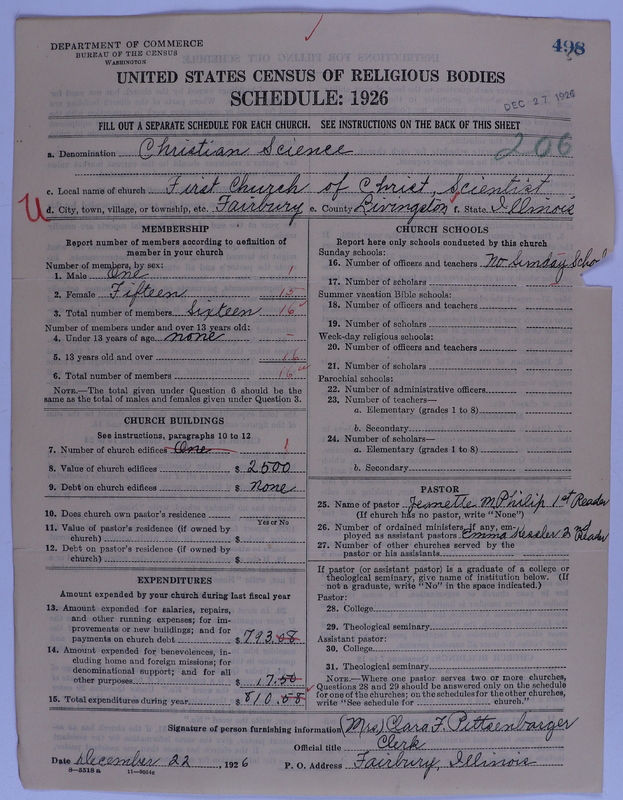 DEPARTMENT OF COMMERCE
BUREAU OF THE CENSUS
WASHINGTON
498
UNITED STATES CENSUS OF RELIGIOUS BODIES
SCHEDULE: 1926
DEC 27 1926
FILL OUT A SEPARATE SCHEDULE FOR EACH CHURCH. SEE INSTRUCTIONS ON THE BACK OF THIS SHEET
206
a. Denomination Christian Science
c. Local name of church First Church of Christ, Scientist
U d. City, town, village, or township, etc. Fairbury e. County Livingston f. State Illinois
MEMBERSHIP
Report number of members according to definition of
member in your church
Number of members, by sex:
1. Male One 1
2. Female Fifteen 15
3. Total number of members Sixteen 16
Number of members under and over 13 years old:
4. Under 13 years of age none –
5. 13 years old and over 16
6. Total number of members 16
NOTE.—The total given under Question 6 should be the
same as the total of males and females given under Question 3.
CHURCH BUILDINGS
See instructions, paragraphs 10 to 12
7. Number of church edifices One 1
8. Value of church edifices $ 2500
9. Debt on church edifices $ None
10. Does church own pastor's residence
Yes or No
11. Value of pastor's residence (if owned by
church) $
12. Debt on pastor's residence (if owned by
church) $
EXPENDITURES
Amount expended by your church during last fiscal year
13. Amount expended for salaries, repairs,
and other running expenses; for im-
provements or new buildings; and for
payments on church debt $ 793.08
14. Amount expended for benevolences, in-
cluding home and foreign missions; for
denominational support; and for all
other purposes $ 17.50
15. Total expenditures during year $ 810.58
CHURCH SCHOOLS
Report here only schools conducted by this church
Sunday schools:
16. Number of officers and teachers No Sunday School
17. Number of scholars
Summer vacation Bible schools:
18. Number of officers and teachers
19. Number of scholars
Week-day religious schools:
20. Number of officers and teachers
21. Number of scholars
Parochial schools:
22. Number of administrative officers
23. Number of teachers—
a. Elementary (grades 1 to 8)
b. Secondary
24. Number of scholars—
a. Elementary (grades 1 to 8)
b. Secondary
PASTOR
25. Name of pastor Jennette M Philip 1st Reader
(If church has no pastor, write "None")
26. Number of ordained ministers, if any, em-
ployed as assistant pastors Emma Kessler 2nd Reader
27. Number of other churches served by the
pastor or his assistants
If pastor (or assistant pastor) is a graduate of a college or
theological seminary, give name of institution below. (If
not a graduate, write "No" in the space indicated.)
Pastor:
28. College
29. Theological seminary
Assistant pastor:
30. College
31. Theological seminary
NOTE.—Where one pastor serves two or more churches,
Questions 28 and 29 should be answered only on the schedule
for one of the churches; on the schedules for the other churches,
write "See schedule for church."
Signature of person furnishing information (Mrs) Clara F. Pittenbarger
Official title Clerk
Date December 22, 1926 P. O. Address Fairbury, Illinois
8—5518 a